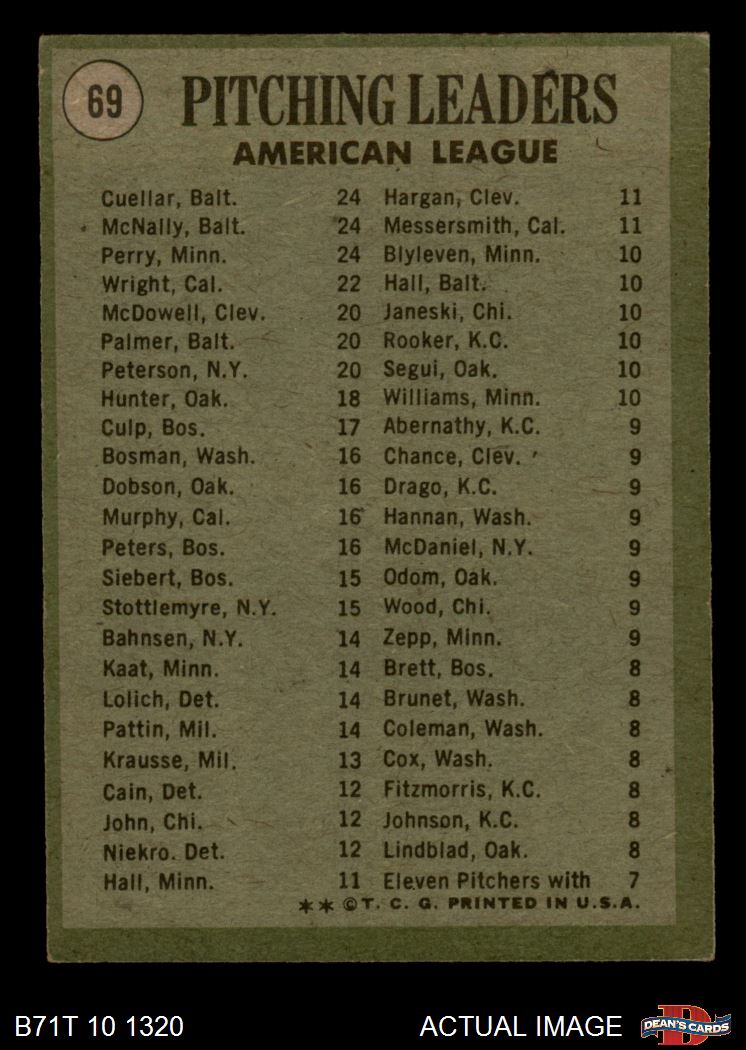 69
PITCHING LEADERS
AMERICAN LEAGUE
Cuellar, Balt. 24 Hargan, Clev. 11
McNally, Balt. 24 Messersmith, Cal. 11
Perry, Minn. 24 Blyleven, Minn. 10
Wright, Cal. 22 Hall, Balt. 10
McDowell, Clev. 20 Janeski, Chi. 10
Palmer, Balt. 20 Rooker, K.C. 10
Peterson, N.Y. 20 Segui, Oak. 10
Hunter, Oak. 18 Williams, Minn. 10
Culp, Bos. 17 Abernathy, K.C. 9
Bosman, Wash. 16 Chance, Clev. 9
Dobson, Oak. 16 Drago, K.C. 9
Murphy, Cal. 16 Hannan, Wash. 9
Peters, Bos. 16 McDaniel, N.Y. 9
Siebert, Bos. 15 Odom, Oak. 9
Stottlemyre, N.Y. 15 Wood, Chi. 9
Bahnsen, N.Y. 14 Zepp, Minn. 9
Kaat, Minn. 14 Brett, Bos. 8
Lolich, Det. 14 Brunet, Wash. 8
Pattin, Mil. 14 Coleman, Wash. 8
Krausse, Mil. 13 Cox, Wash. 8
Cain, Det. 12 Fitzmorris, K.C. 8
John, Chi. 12 Johnson, K.C. 8
Niekro. Det. 12 Lindblad, Oak. 8
Hall, Minn. 11 Eleven Pitchers with 7
** ©T. C. G. PRINTED IN U.S.A.
B71T 10 1320 ACTUAL IMAGE D DEAN'S CARDS